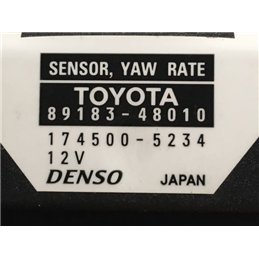 SENSOR, YAW RATE
TOYOTA
89183-48010
174500-5234
12V
DENSO JAPAN